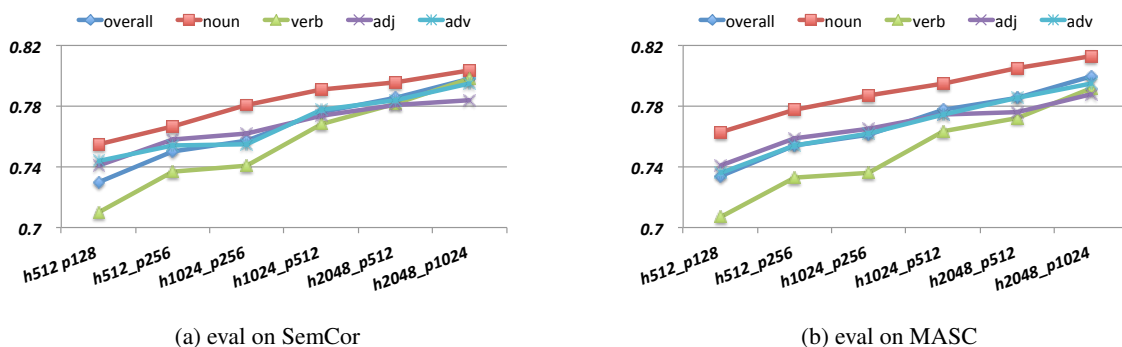 overall noun verb adj adv
0.82
0.78
0.74
0.7
h512 p128
h512_p256
h1024_p256
h1024_p512
h2048_p512
h2048_p1024
(a) eval on SemCor
overall noun verb adj adv
0.82
0.78
0.74
0.7
h512_p128
h512_p256
h1024_p256
h1024_p512
h2048_p512
h2048_p1024
(b) eval on MASC